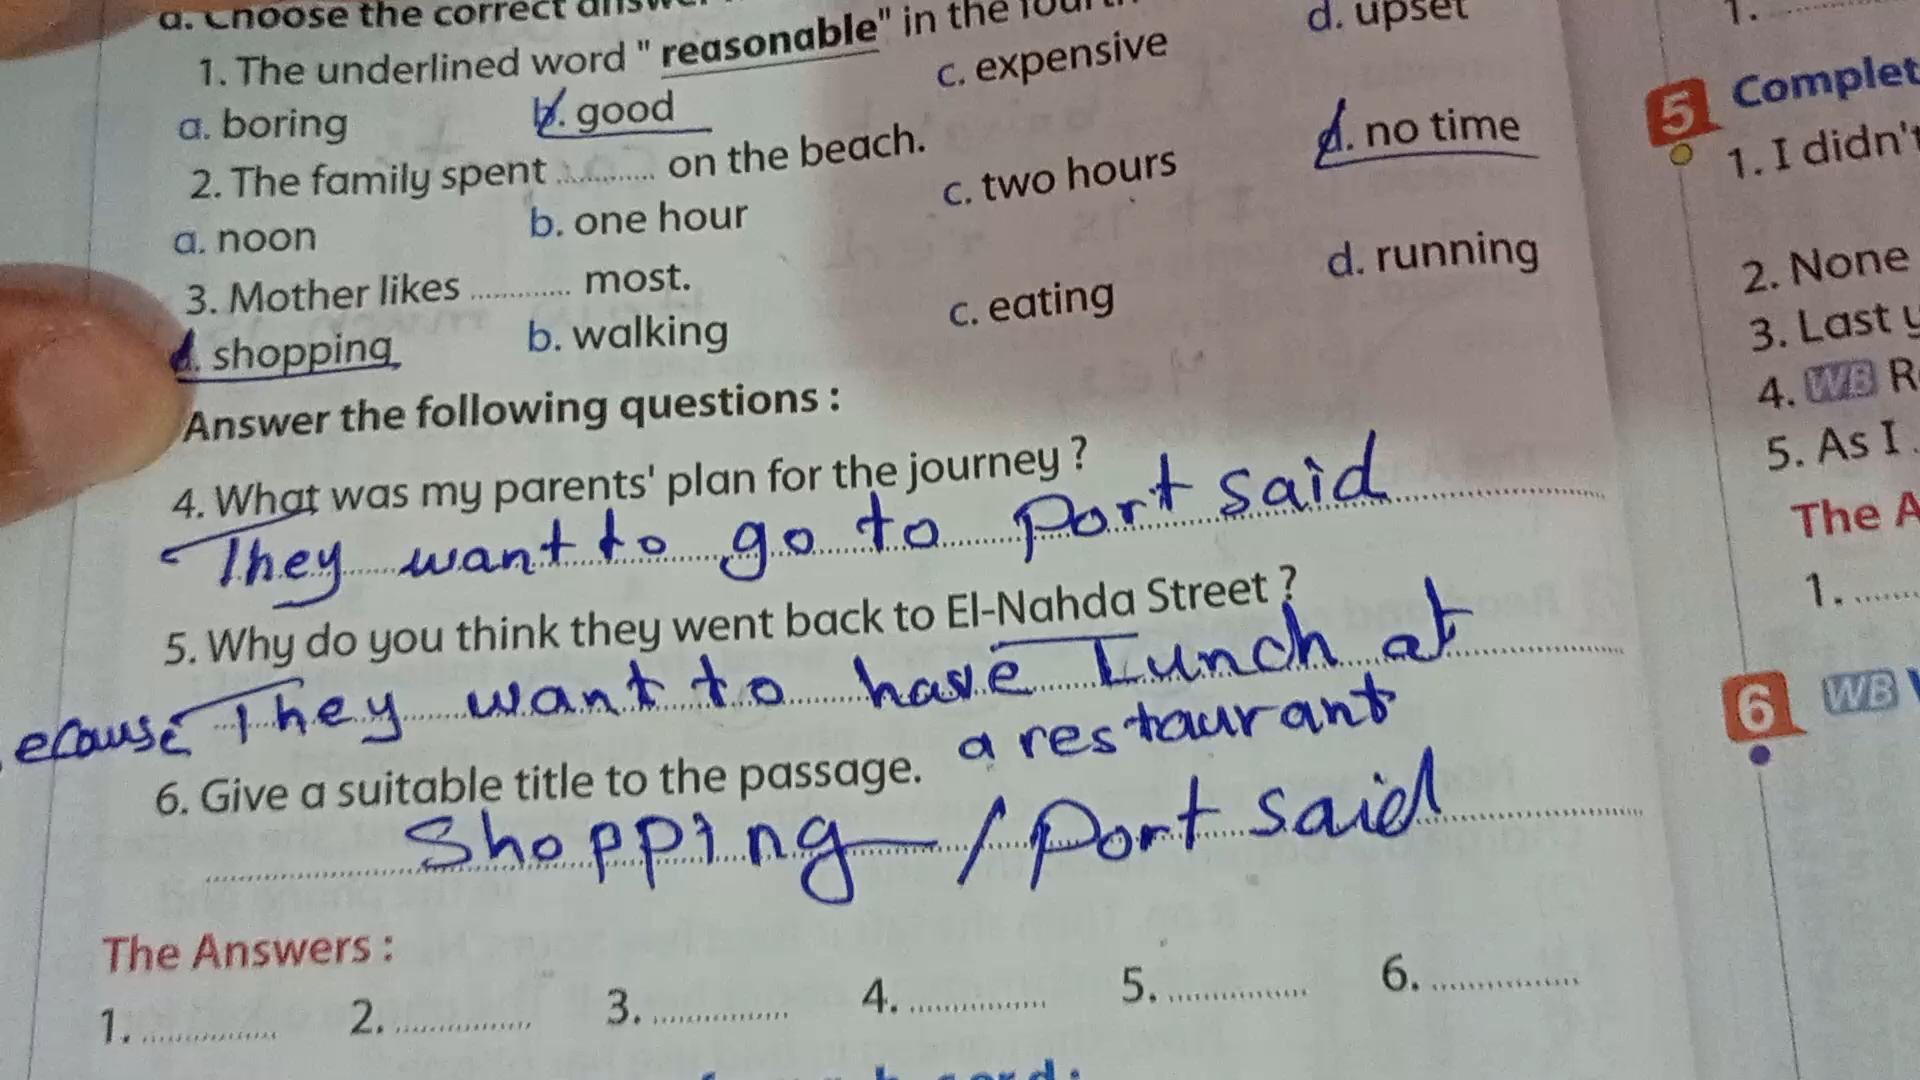 a. Choose the correct
1. The underlined word " reasonable" in the
a. boring
b. good
c. expensive
d. upset
2. The family spent ............ on the beach.
a. noon
b. one hour
c. two hours
d. no time
3. Mother likes ............ most.
shopping
b. walking
c. eating
d. running
Answer the following questions :
4. What was my parents' plan for the journey ?
They want to go to Port said
5. Why do you think they went back to El-Nahda Street ?
ecause They want to have Lunch at
a restaurant
6. Give a suitable title to the passage.
Shopping / Port said
The Answers :
1. ............ 2. ............ 3. ............ 4. ............ 5. ............ 6. ............
1. ............
5 Complet
1. I didn't
2. None
3. Last y
4. WB R
5. As I
The A
1. ......
6 WB